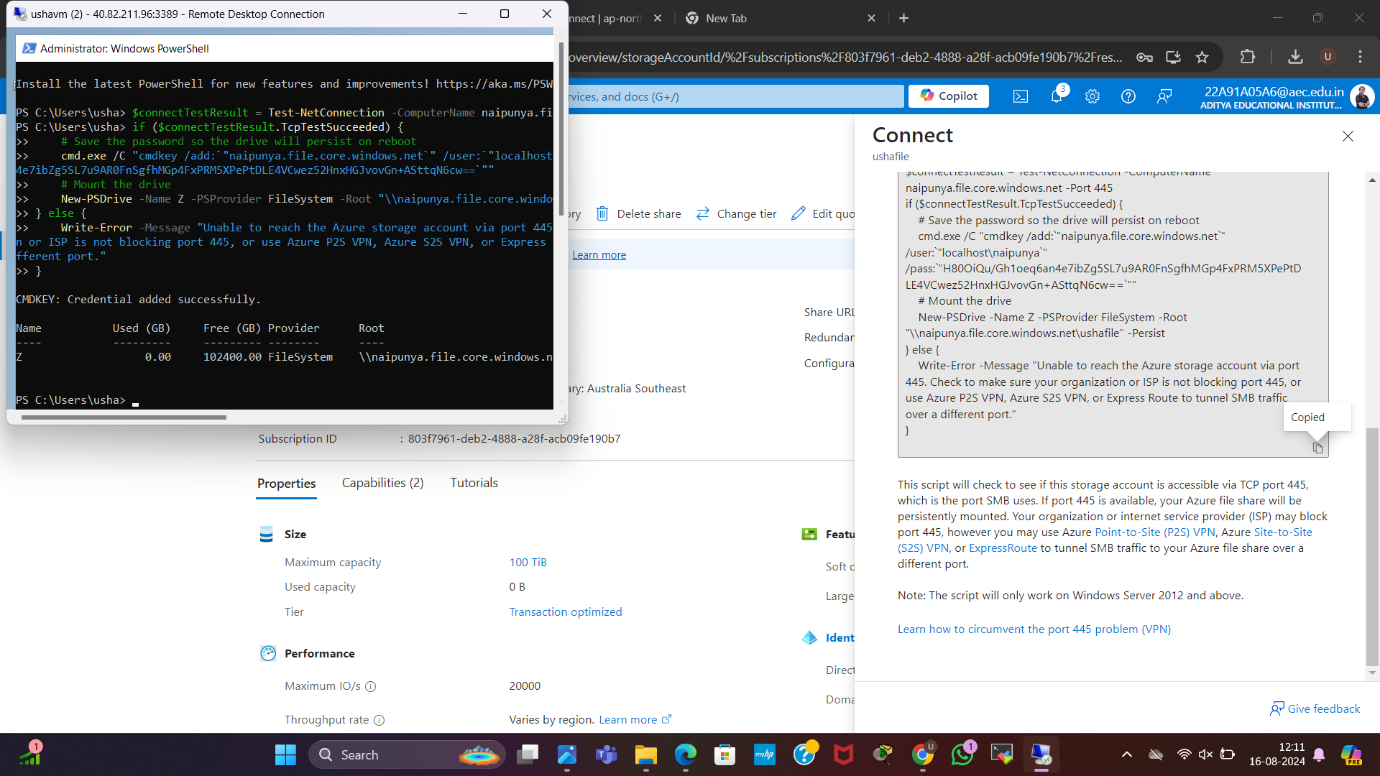 ushavm (2) - 40.82.211.96:3389 - Remote Desktop Connection
nnect | ap-nort
New Tab
Administrator: Windows PowerShell
overview/storageAccountId/%2Fsubscriptions%2F803f7961-deb2-4888-a28f-acb09fe190b7%2Fres...
U
Install the latest PowerShell for new features and improvements! https://aka.ms/PSW
rvices, and docs (G+/)
Copilot
3
22A91A05A6@aec.edu.in
ADITYA EDUCATIONAL INSTITUT...
PS C:\Users\usha> $connectTestResult = Test-NetConnection -ComputerName naipunya.fi
PS C:\Users\usha> if ($connectTestResult.TcpTestSucceeded) {
>> # Save the password so the drive will persist on reboot
>> cmd.exe /C "cmdkey /add:`"naipunya.file.core.windows.net`" /user:`"localhost
4e7ibZg5SL7u9AR0FnSgfhMGp4FxPRM5XPePtDLE4VCwez52HnxHGJvovGn+ASttqN6cw==`""
>> # Mount the drive
>> New-PSDrive -Name Z -PSProvider FileSystem -Root "\\naipunya.file.core.windo
>> } else {
>> Write-Error -Message "Unable to reach the Azure storage account via port 445
n or ISP is not blocking port 445, or use Azure P2S VPN, Azure S2S VPN, or Express
fferent port."
>> }
CMDKEY: Credential added successfully.
Name Used (GB) Free (GB) Provider Root
---- --------- --------- -------- ----
Z 0.00 102400.00 FileSystem \\naipunya.file.core.windows.n
PS C:\Users\usha>
ory
Delete share
Change tier
Edit quo
Learn more
Share URL
Redundan
Configura
ary: Australia Southeast
Subscription ID : 803f7961-deb2-4888-a28f-acb09fe190b7
Properties
Capabilities (2)
Tutorials
Size
Maximum capacity 100 TiB
Used capacity 0 B
Tier Transaction optimized
Performance
Maximum IO/s 20000
Throughput rate Varies by region. Learn more
Featu
Soft d
Large
Ident
Direct
Doma
Connect
ushafile
$connectTestResult = Test-NetConnection -ComputerName
naipunya.file.core.windows.net -Port 445
if ($connectTestResult.TcpTestSucceeded) {
# Save the password so the drive will persist on reboot
cmd.exe /C "cmdkey /add:`"naipunya.file.core.windows.net`"
/user:`"localhost\naipunya`"
/pass:`"H80OiQu/Gh1oeq6an4e7ibZg5SL7u9AR0FnSgfhMGp4FxPRM5XPePtD
LE4VCwez52HnxHGJvovGn+ASttqN6cw==`""
# Mount the drive
New-PSDrive -Name Z -PSProvider FileSystem -Root
"\\naipunya.file.core.windows.net\ushafile" -Persist
} else {
Write-Error -Message "Unable to reach the Azure storage account via port
445. Check to make sure your organization or ISP is not blocking port 445, or
use Azure P2S VPN, Azure S2S VPN, or Express Route to tunnel SMB traffic
over a different port."
}
Copied
This script will check to see if this storage account is accessible via TCP port 445,
which is the port SMB uses. If port 445 is available, your Azure file share will be
persistently mounted. Your organization or internet service provider (ISP) may block
port 445, however you may use Azure Point-to-Site (P2S) VPN, Azure Site-to-Site
(S2S) VPN, or ExpressRoute to tunnel SMB traffic to your Azure file share over a
different port.
Note: The script will only work on Windows Server 2012 and above.
Learn how to circumvent the port 445 problem (VPN)
Give feedback
1
Search
myhp
U
1
12:11
16-08-2024
PRE